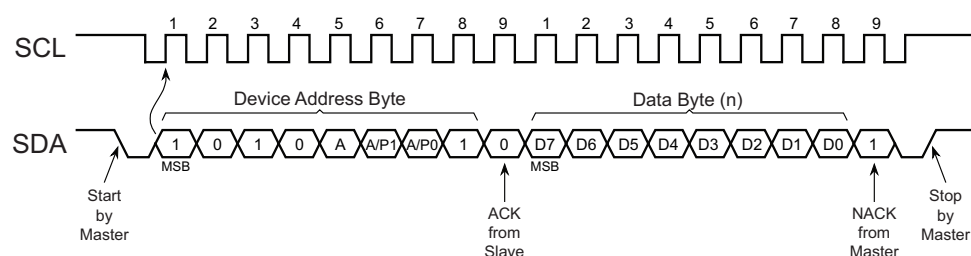 1 2 3 4 5 6 7 8 9 1 2 3 4 5 6 7 8 9
SCL
Device Address Byte Data Byte (n)
SDA 1 0 1 0 A A/P1 A/P0 1 0 D7 D6 D5 D4 D3 D2 D1 D0 1
MSB MSB
Start
by
Master
ACK
from
Slave
NACK
from
Master
Stop
by
Master